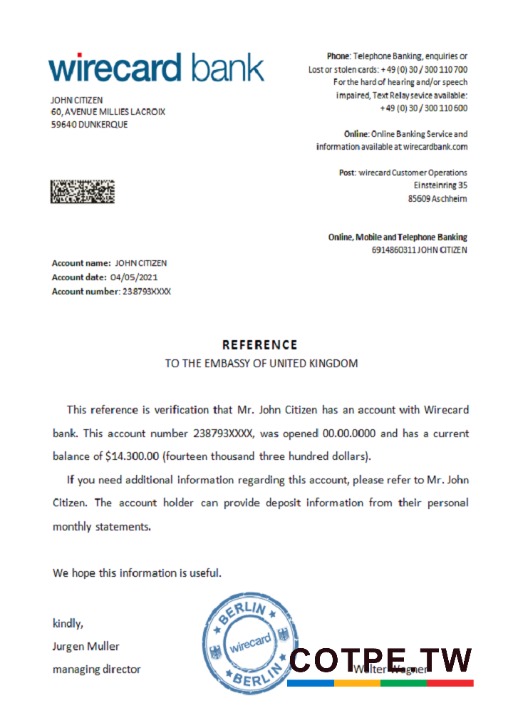 wirecard bank
JOHN CITIZEN
60, AVENUE MILLIES LACROIX
59640 DUNKERQUE
Phone: Telephone Banking, enquiries or
Lost or stolen cards: +49 (0) 30 / 300 110 700
For the hard of hearing and/or speech
impaired, Text Relay sevice available:
+49 (0) 30 / 300 110 600
Online: Online Banking Service and
information available at wirecardbank.com
Post: wirecard Customer Operations
Einsteinring 35
85609 Aschheim
Online, Mobile and Telephone Banking
6914860311 JOHN CITIZEN
Account name: JOHN CITIZEN
Account date: 04/05/2021
Account number: 238793XXXX
REFERENCE
TO THE EMBASSY OF UNITED KINGDOM
This reference is verification that Mr. John Citizen has an account with Wirecard
bank. This account number 238793XXXX, was opened 00.00.0000 and has a current
balance of $14.300.00 (fourteen thousand three hundred dollars).
If you need additional information regarding this account, please refer to Mr. John
Citizen. The account holder can provide deposit information from their personal
monthly statements.
We hope this information is useful.
kindly,
Jurgen Muller
managing director
BERLIN
wirecard
BERLIN
COTPE.TW
Walter Wagner